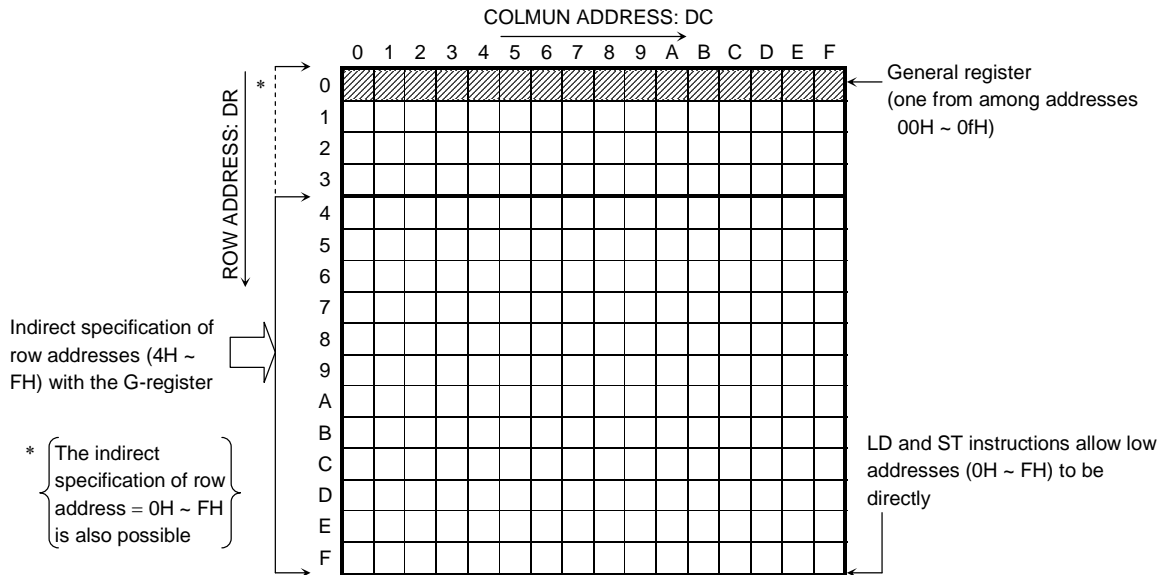 COLMUN ADDRESS: DC
0 1 2 3 4 5 6 7 8 9 A B C D E F
ROW ADDRESS: DR
*
0
1
2
3
4
5
6
7
8
9
A
B
C
D
E
F
General register
(one from among addresses
00H ~ 0fH)
Indirect specification of
row addresses (4H ~
FH) with the G-register
* The indirect
specification of row
address = 0H ~ FH
is also possible
LD and ST instructions allow low
addresses (0H ~ FH) to be
directly